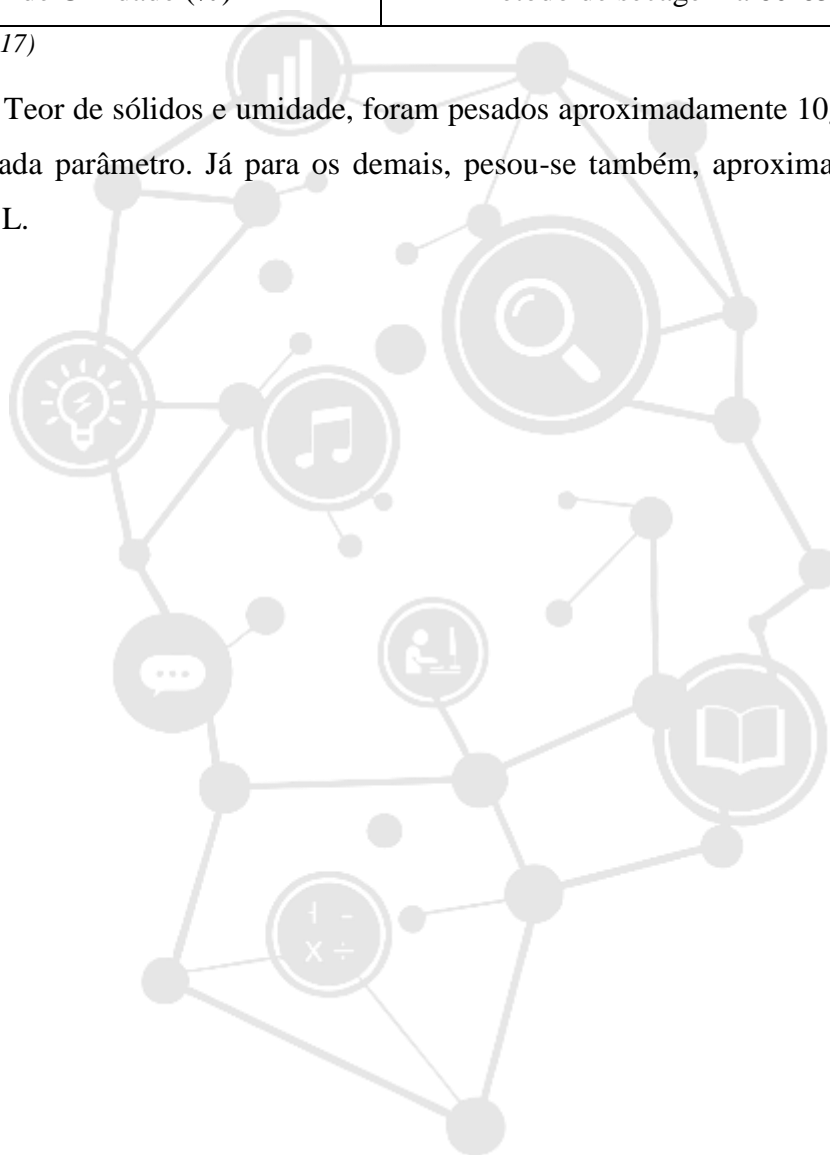 (%)
17)
Teor de sólidos e umidade, foram pesados aproximadamente 10
ada parâmetro. Já para os demais, pesou-se também, aproxima
L.